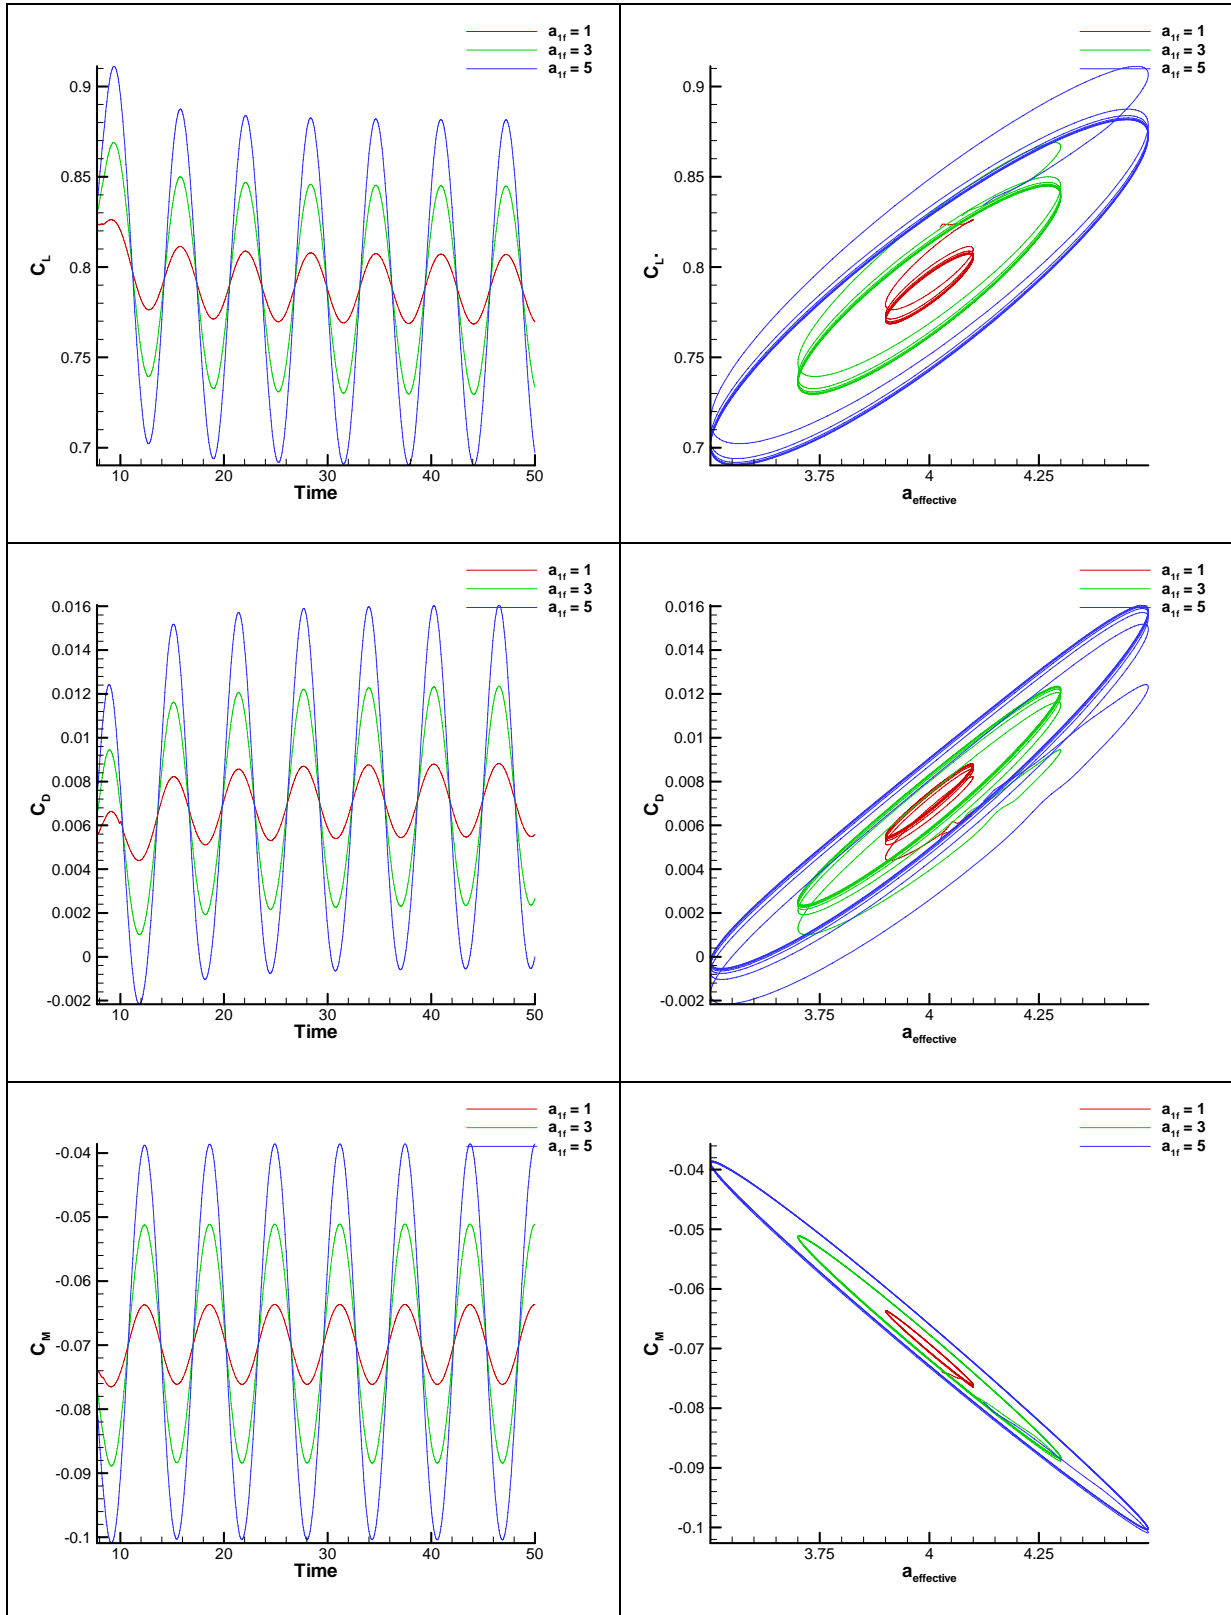 a1f = 1
a1f = 3
a1f = 5
CL
0.9
0.85
0.8
0.75
0.7
10 20 30 40 50
Time
a1f = 1
a1f = 3
a1f = 5
CL.
0.9
0.85
0.8
0.75
0.7
3.75 4 4.25
aeffective
a1f = 1
a1f = 3
a1f = 5
CD
0.016
0.014
0.012
0.01
0.008
0.006
0.004
0.002
0
-0.002
10 20 30 40 50
Time
a1f = 1
a1f = 3
a1f = 5
CD
0.016
0.014
0.012
0.01
0.008
0.006
0.004
0.002
0
-0.002
3.75 4 4.25
aeffective
a1f = 1
a1f = 3
a1f = 5
CM
-0.04
-0.05
-0.06
-0.07
-0.08
-0.09
-0.1
10 20 30 40 50
Time
a1f = 1
a1f = 3
a1f = 5
CM
-0.04
-0.05
-0.06
-0.07
-0.08
-0.09
-0.1
3.75 4 4.25
aeffective